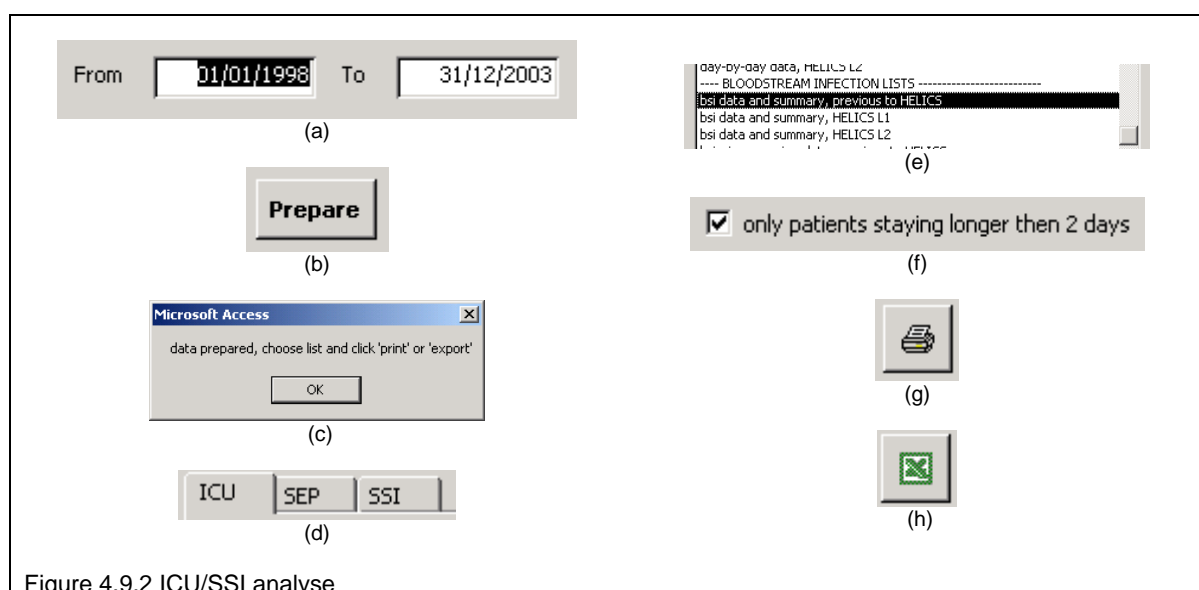 From 01/01/1998 To 31/12/2003
(a)
Prepare
(b)
Microsoft Access
data prepared, choose list and click 'print' or 'export'
OK
(c)
ICU SEP SSI
(d)
day-by-day data, HELICS L2
---- BLOODSTREAM INFECTION LISTS --------------------------
bsi data and summary, previous to HELICS
bsi data and summary, HELICS L1
bsi data and summary, HELICS L2
(e)
only patients staying longer then 2 days
(f)
(g)
(h)
Figure 4.9.2 ICU/SSI analyse